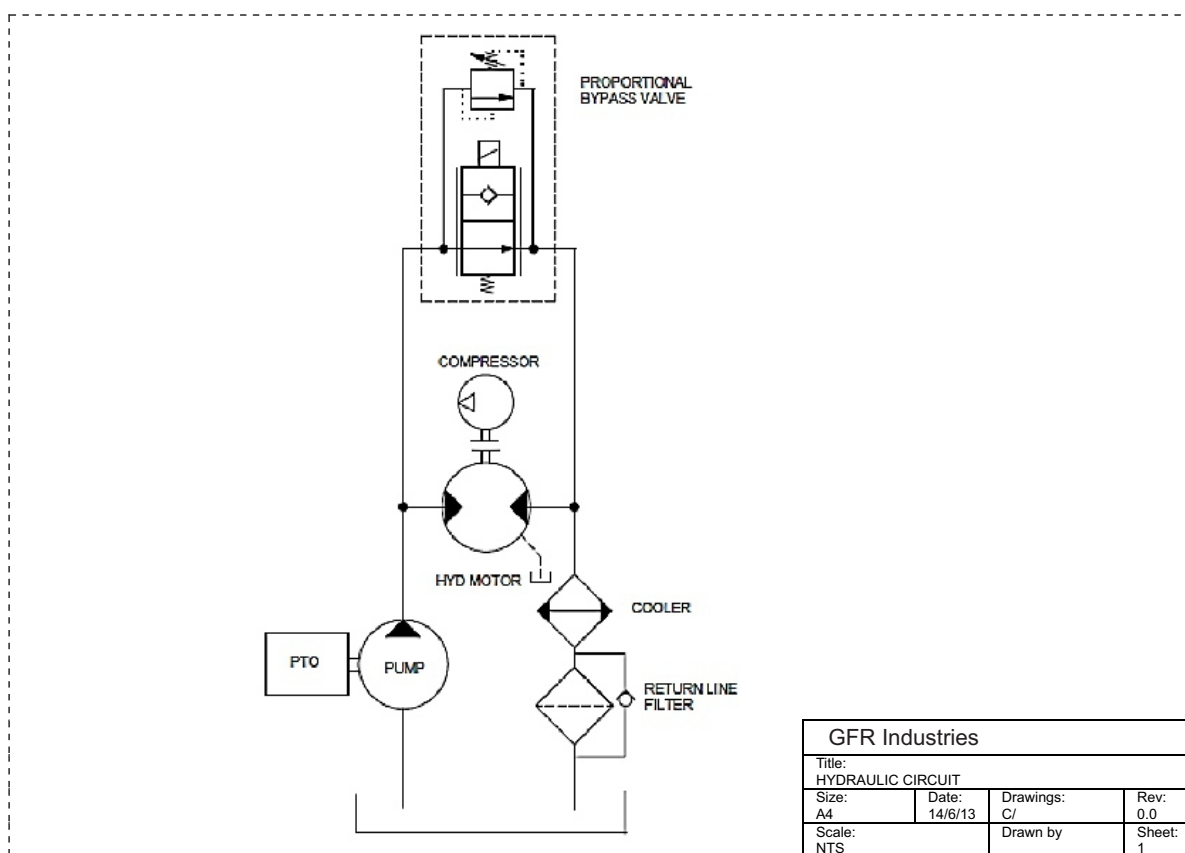 PROPORTIONAL
BYPASS VALVE
COMPRESSOR
HYD MOTOR
COOLER
PTO
PUMP
RETURN LINE
FILTER
GFR Industries
Title:
HYDRAULIC CIRCUIT
Size: Date: Drawings: Rev:
A4 14/6/13 C/ 0.0
Scale: Drawn by Sheet:
NTS 1